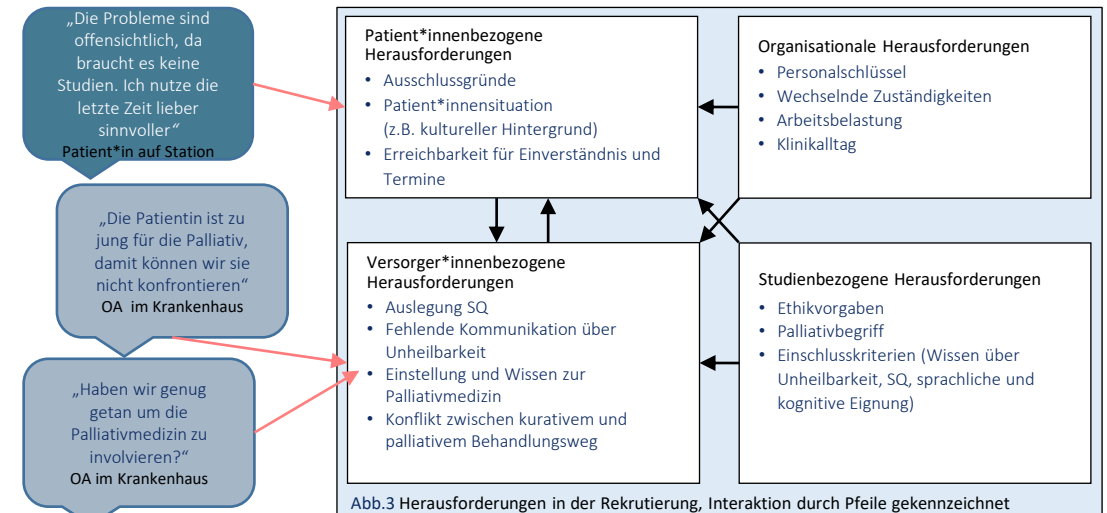 „Die Probleme sind
offensichtlich, da
braucht es keine
Studien. Ich nutze die
letzte Zeit lieber
sinnvoller“
Patient*in auf Station
„Die Patientin ist zu
jung für die Palliativ,
damit können wir sie
nicht konfrontieren“
OA im Krankenhaus
„Haben wir genug
getan um die
Palliativmedizin zu
involvieren?“
OA im Krankenhaus
Patient*innenbezogene
Herausforderungen
• Ausschlussgründe
• Patient*innensituation
(z.B. kultureller Hintergrund)
• Erreichbarkeit für Einverständnis und
Termine
Organisationale Herausforderungen
• Personalschlüssel
• Wechselnde Zuständigkeiten
• Arbeitsbelastung
• Klinikalltag
Versorger*innenbezogene
Herausforderungen
• Auslegung SQ
• Fehlende Kommunikation über
Unheilbarkeit
• Einstellung und Wissen zur
Palliativmedizin
• Konflikt zwischen kurativem und
palliativem Behandlungsweg
Studienbezogene Herausforderungen
• Ethikvorgaben
• Palliativbegriff
• Einschlusskriterien (Wissen über
Unheilbarkeit, SQ, sprachliche und
kognitive Eignung)
Abb.3 Herausforderungen in der Rekrutierung, Interaktion durch Pfeile gekennzeichnet